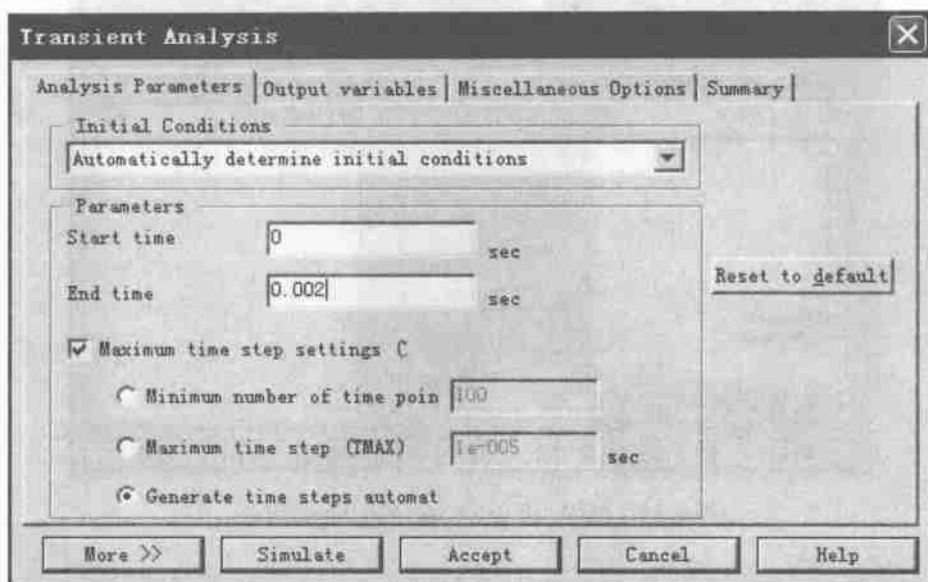 Transient Analysis
Analysis Parameters Output variables Miscellaneous Options Summary
Initial Conditions
Automatically determine initial conditions
Parameters
Start time 0 sec
End time 0.002 sec
Reset to default
Maximum time step settings (
Minimum number of time poin 100
Maximum time step (TMAX) 1e-005 sec
Generate time steps automat
More >> Simulate Accept Cancel Help